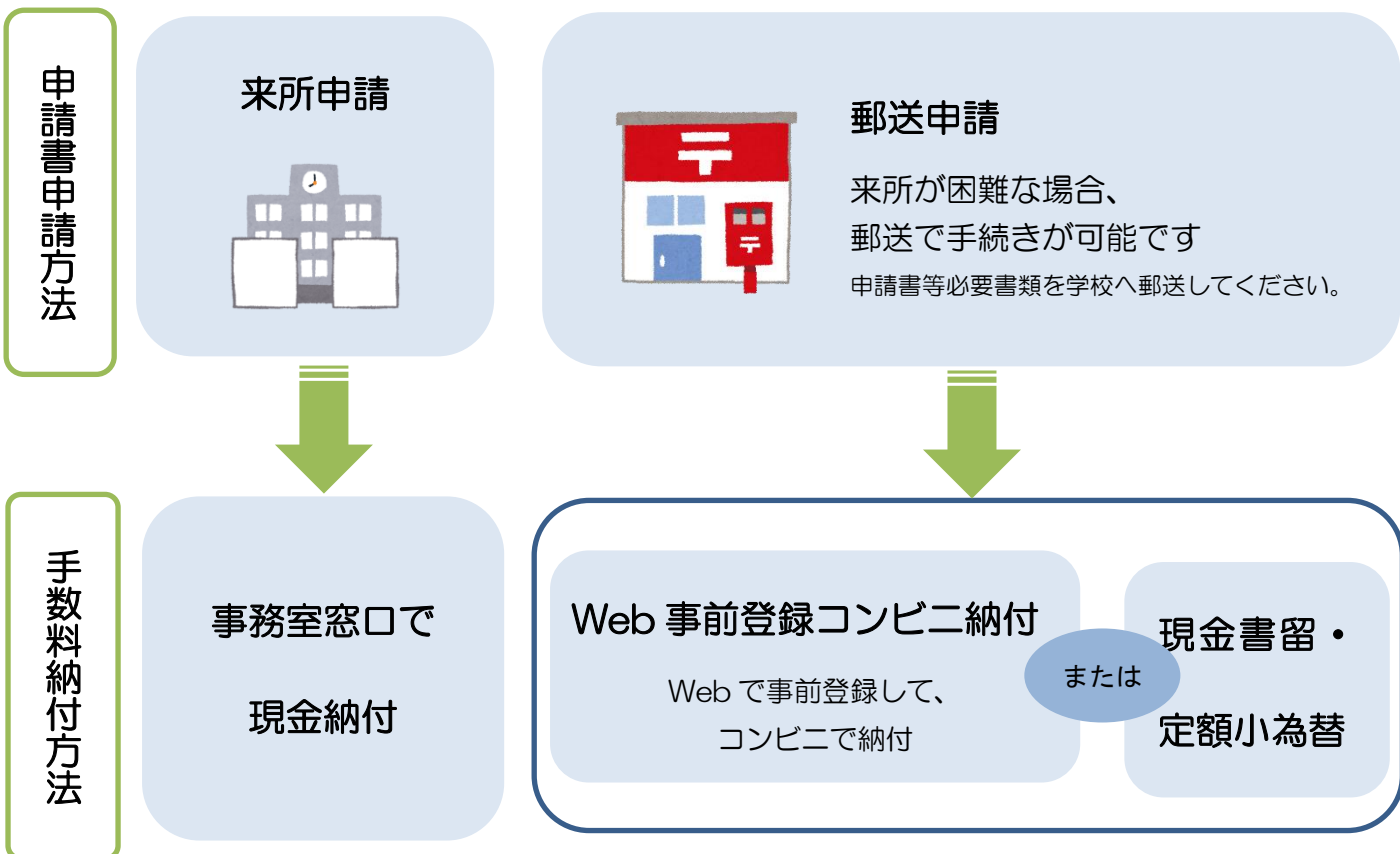 申請書申請方法
来所申請
〒
〒
郵送申請
来所が困難な場合、
郵送で手続きが可能です
申請書等必要書類を学校へ郵送してください。
手数料納付方法
事務室窓口で
現金納付
Web 事前登録コンビニ納付
Web で事前登録して、
コンビニで納付
または
現金書留・
定額小為替